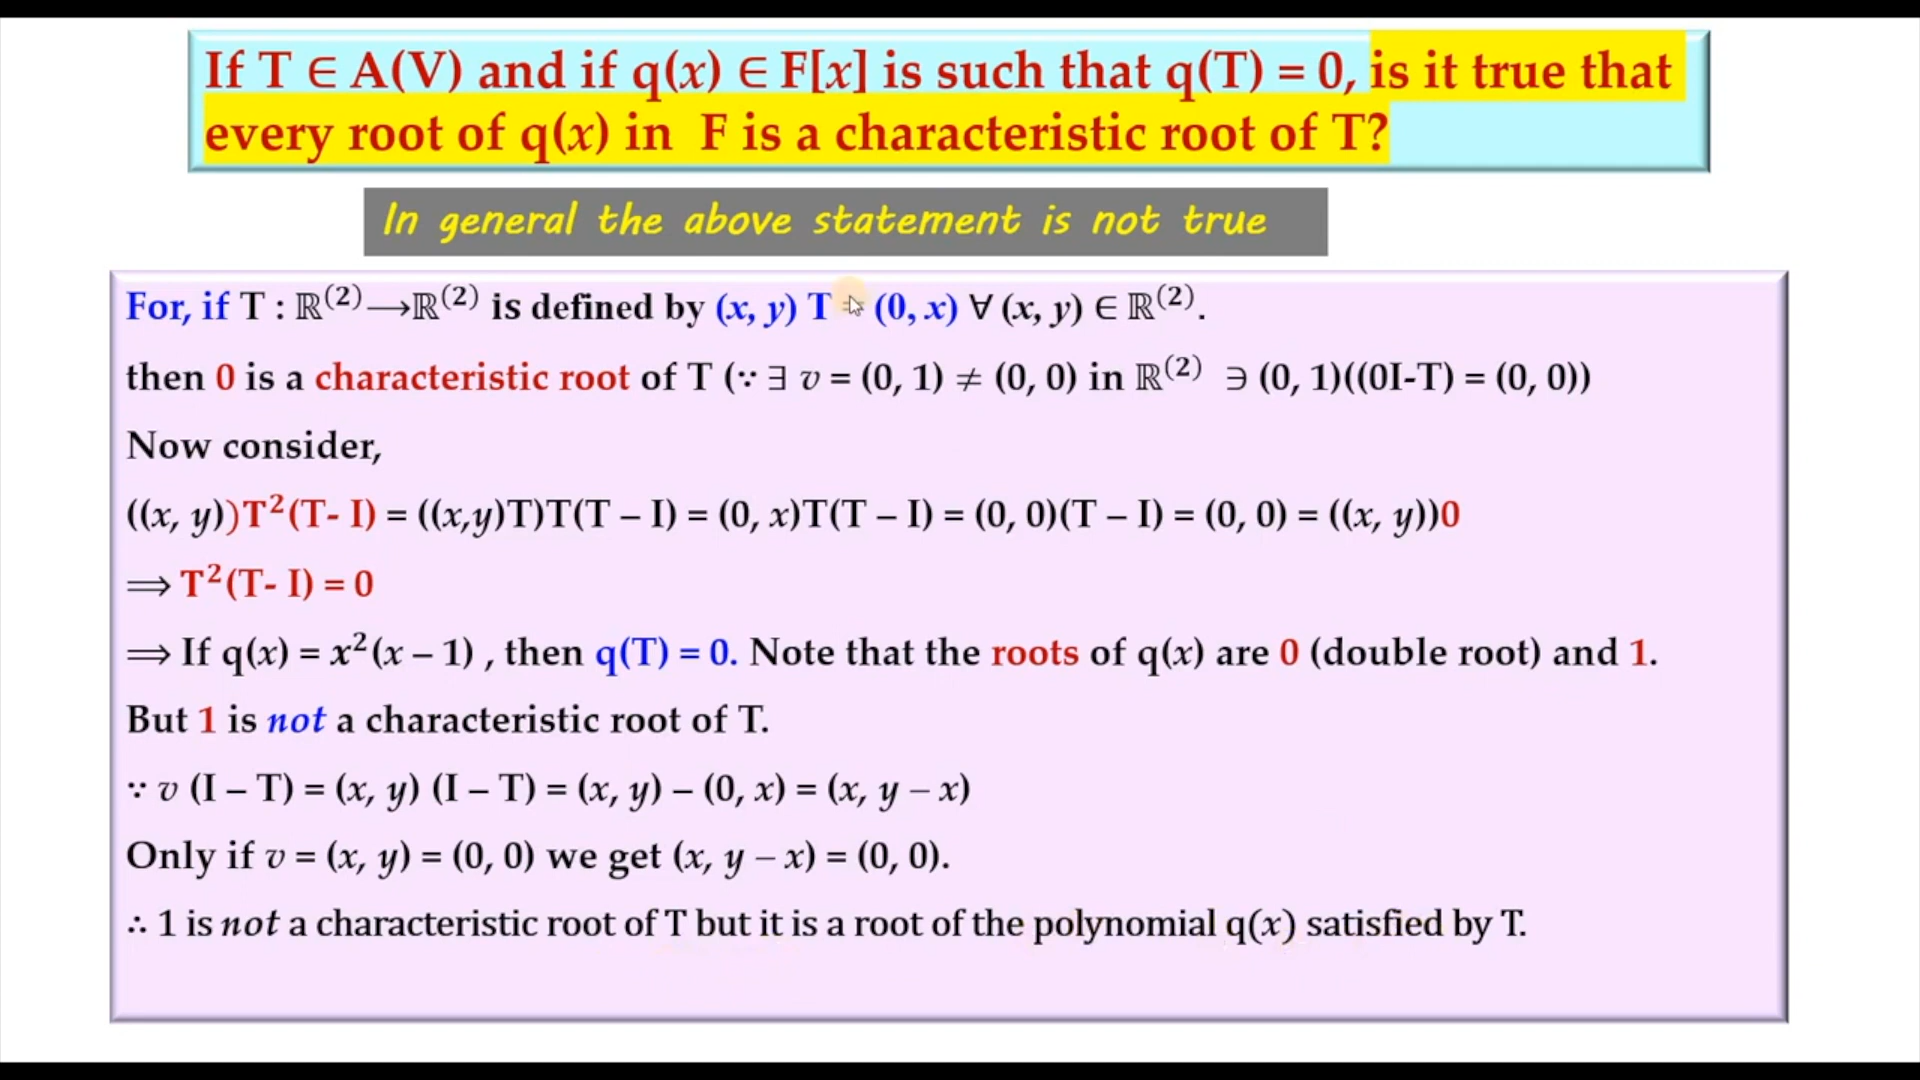 If T ∈ A(V) and if q(x) ∈ F[x] is such that q(T) = 0, is it true that
every root of q(x) in F is a characteristic root of T?
In general the above statement is not true
For, if T : ℝ⁽²⁾⟶ℝ⁽²⁾ is defined by (x, y) T = (0, x) ∀ (x, y) ∈ ℝ⁽²⁾.
then 0 is a characteristic root of T (∵ ∃ v = (0, 1) ≠ (0, 0) in ℝ⁽²⁾ ∋ (0, 1)((0I-T) = (0, 0))
Now consider,
((x, y))T²(T- I) = ((x,y)T)T(T – I) = (0, x)T(T – I) = (0, 0)(T – I) = (0, 0) = ((x, y))0
⟹ T²(T- I) = 0
⟹ If q(x) = x²(x – 1) , then q(T) = 0. Note that the roots of q(x) are 0 (double root) and 1.
But 1 is not a characteristic root of T.
∵ v (I – T) = (x, y) (I – T) = (x, y) – (0, x) = (x, y – x)
Only if v = (x, y) = (0, 0) we get (x, y – x) = (0, 0).
∴ 1 is not a characteristic root of T but it is a root of the polynomial q(x) satisfied by T.